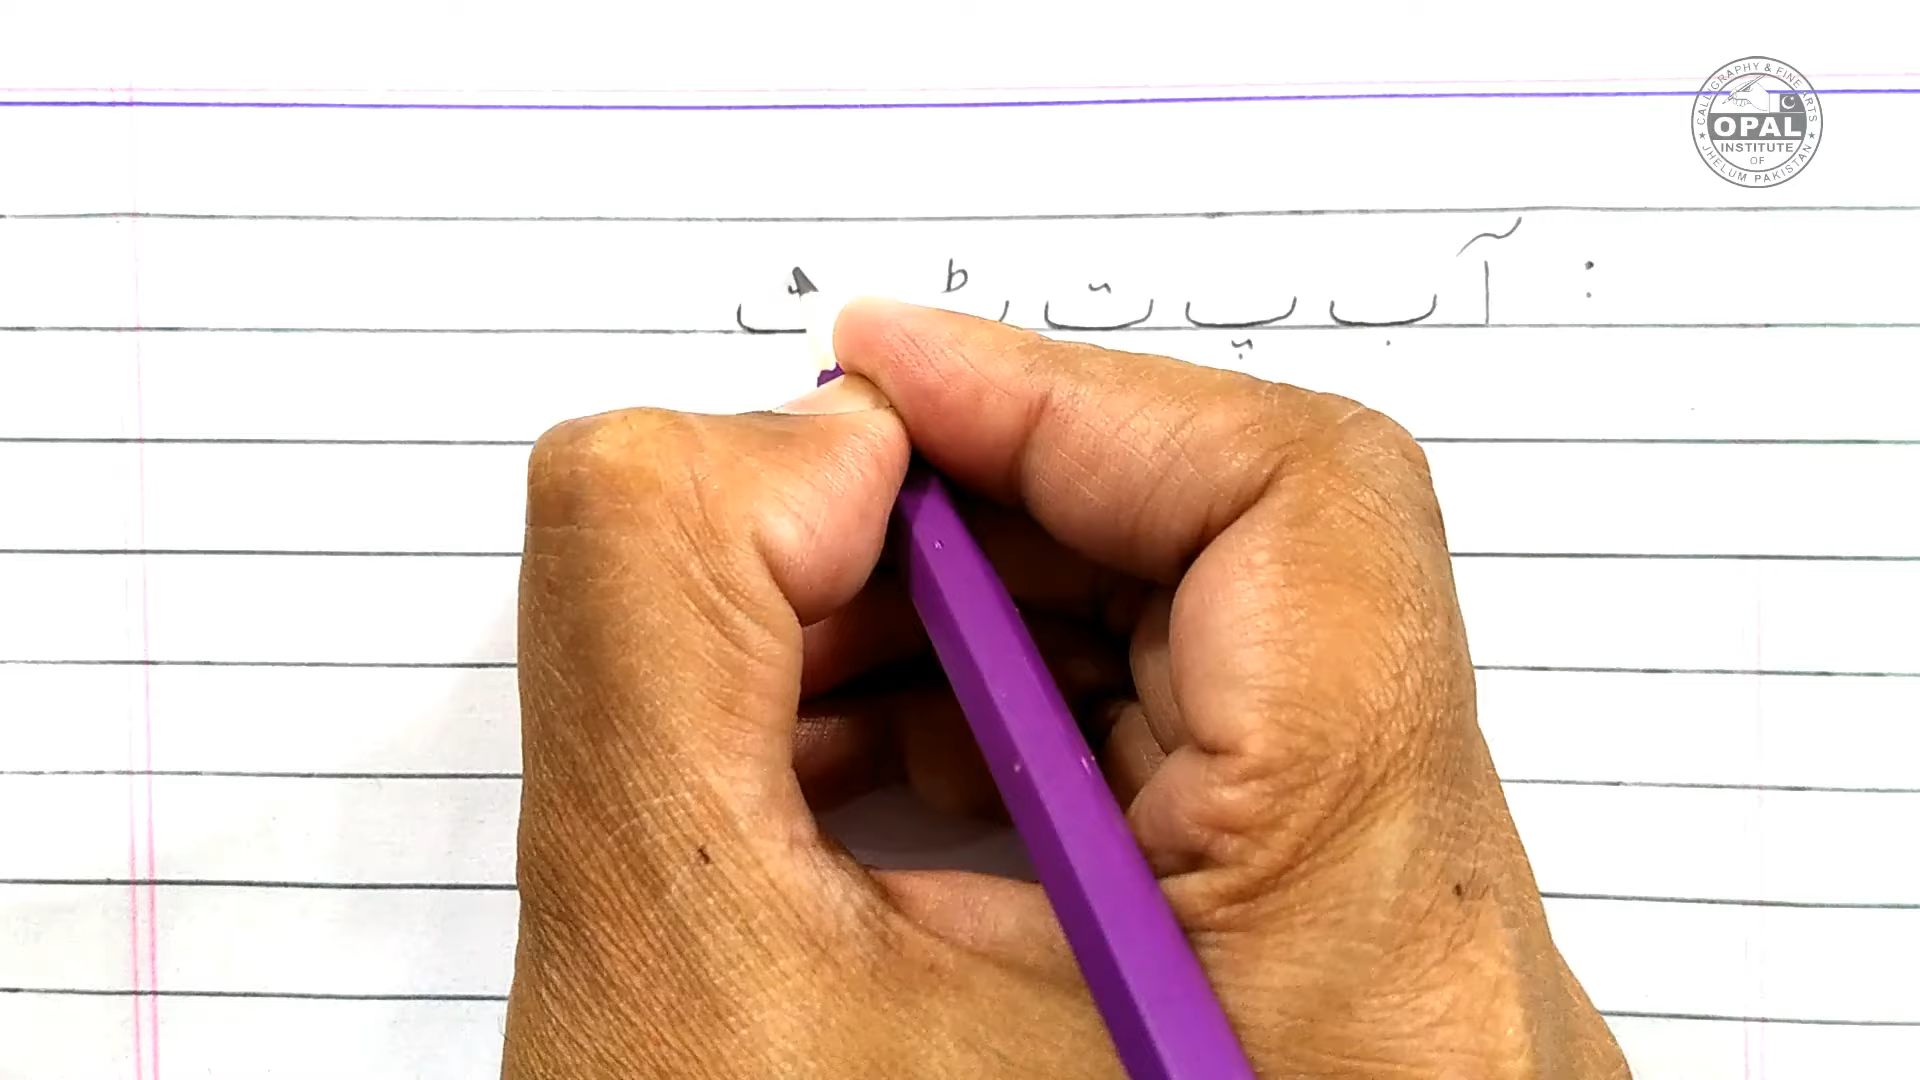 : آ ب پ ت ٹ
CALLIGRAPHY & FINE ARTS
OPAL
INSTITUTE
OF
JHELUM PAKISTAN